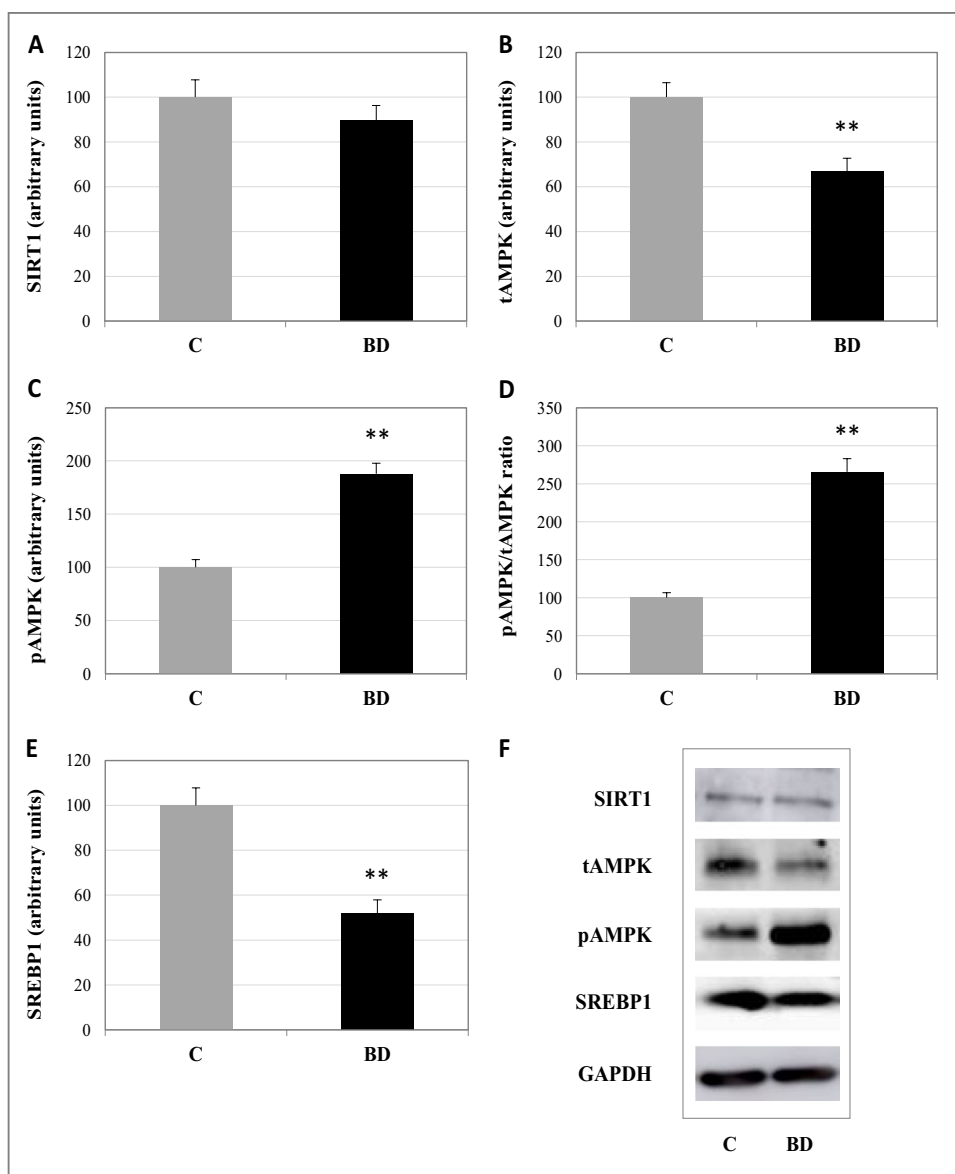 A
SIRT1 (arbitrary units)
120
100
80
60
40
20
0
C BD
B
tAMPK (arbitrary units)
120
100
80
60
40
20
0
**
C BD
C
pAMPK (arbitrary units)
250
200
150
100
50
0
**
C BD
D
pAMPK/tAMPK ratio
350
300
250
200
150
100
50
0
**
C BD
E
SREBP1 (arbitrary units)
120
100
80
60
40
20
0
**
C BD
F
SIRT1
tAMPK
pAMPK
SREBP1
GAPDH
C BD